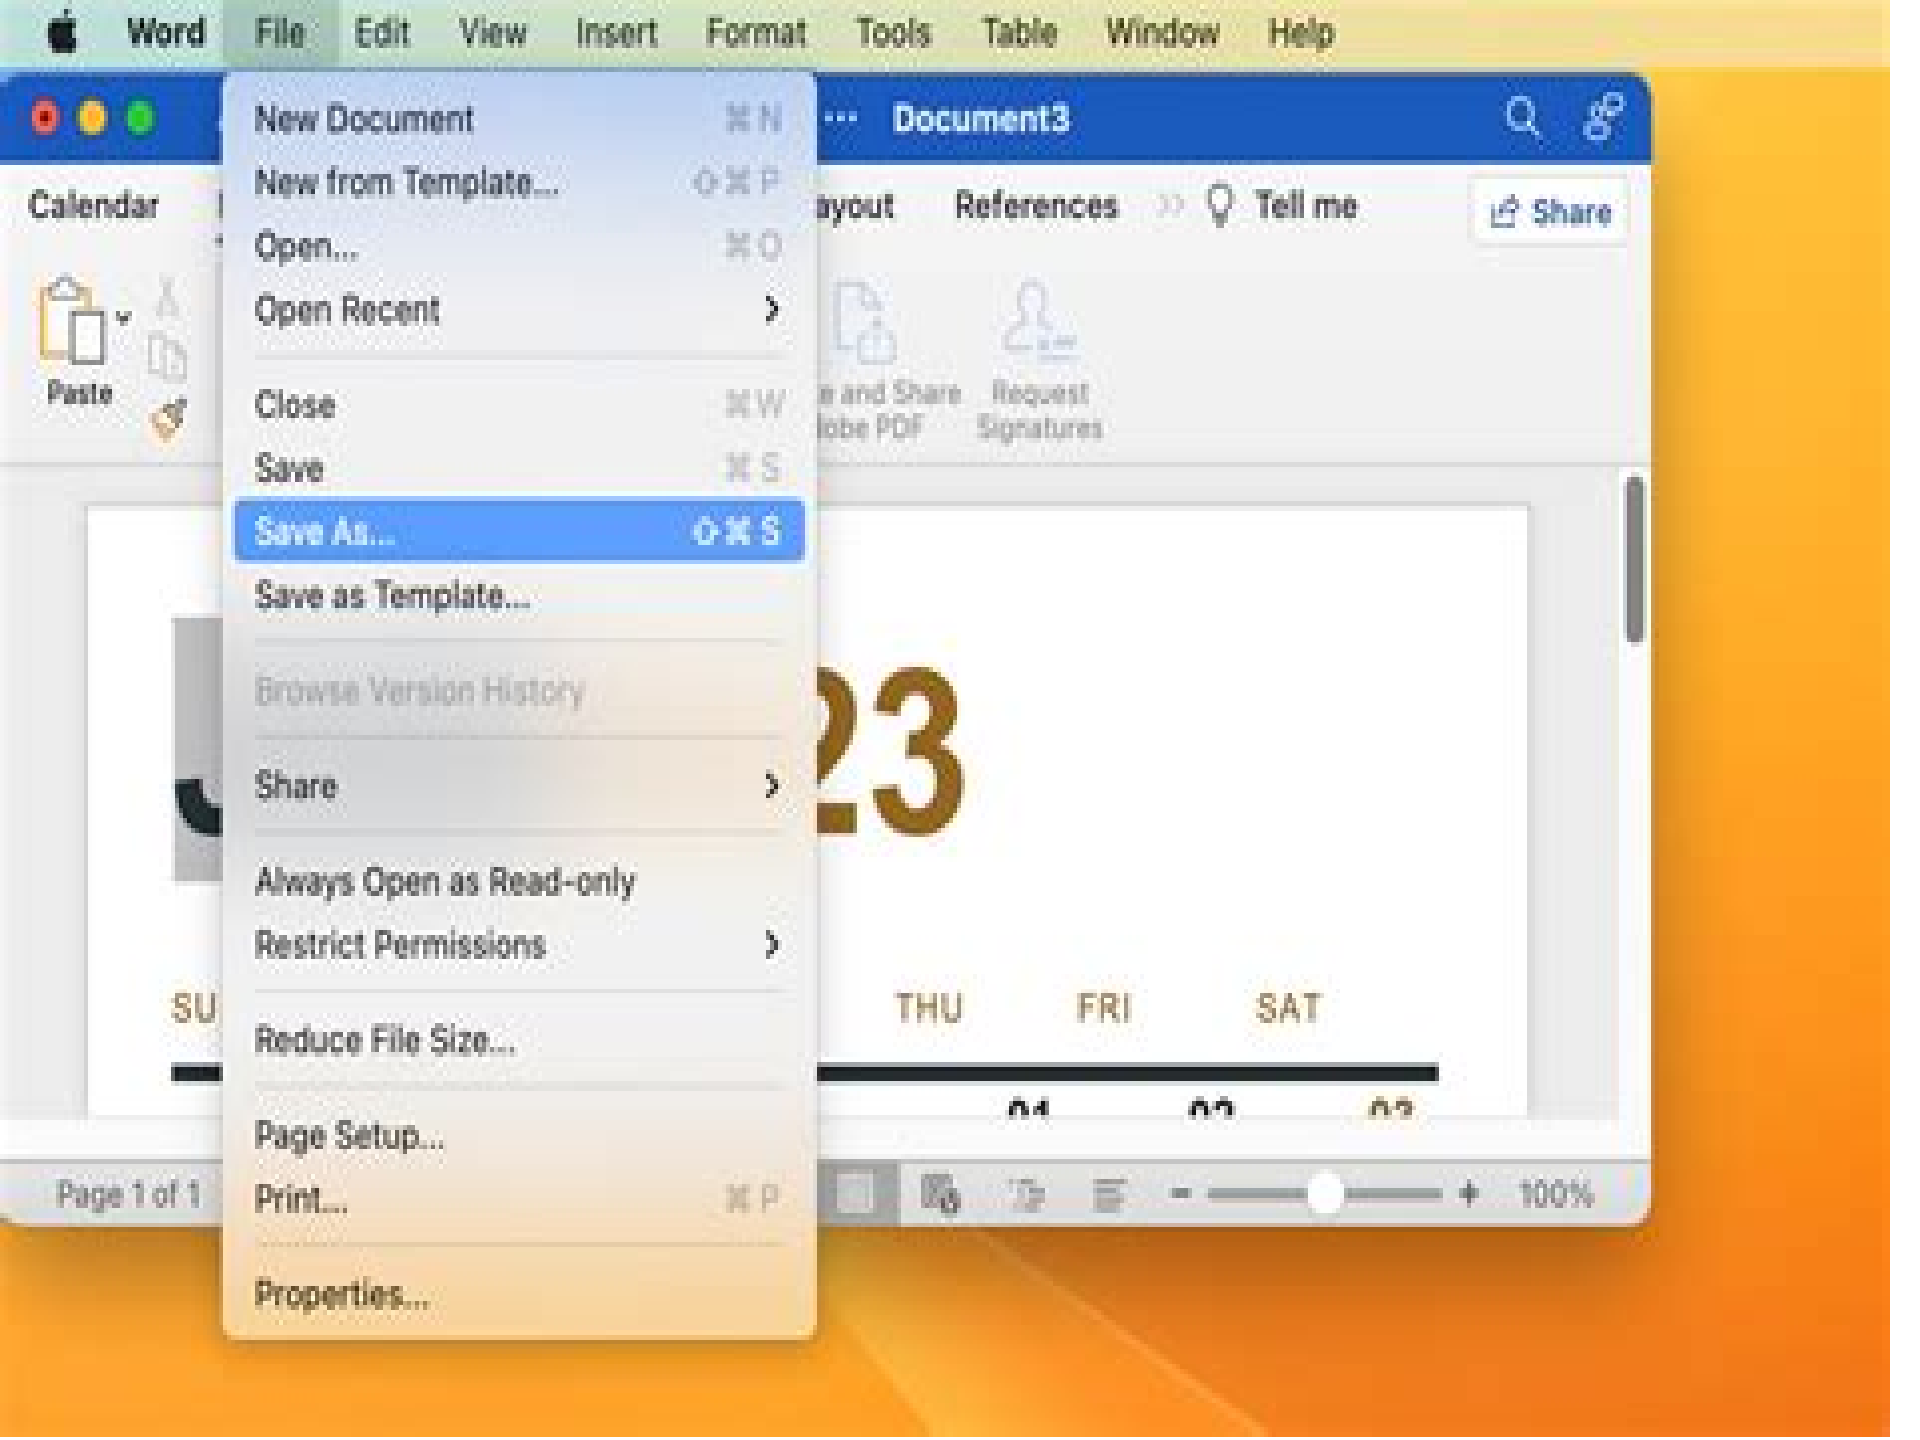 Word File Edit View Insert Format Tools Table Window Help
Document3
New Document ⌘ N
New from Template... ⇧ ⌘ P
Open... ⌘ O
Open Recent
Close ⌘ W
Save ⌘ S
Save As... ⇧ ⌘ S
Save as Template...
Browse Version History
Share
Always Open as Read-only
Restrict Permissions
Reduce File Size...
Page Setup...
Print... ⌘ P
Properties...
Calendar
ayout References Tell me
Share
Paste
e and Share
obe PDF
Request
Signatures
23
SU THU FRI SAT
Page 1 of 1
100%